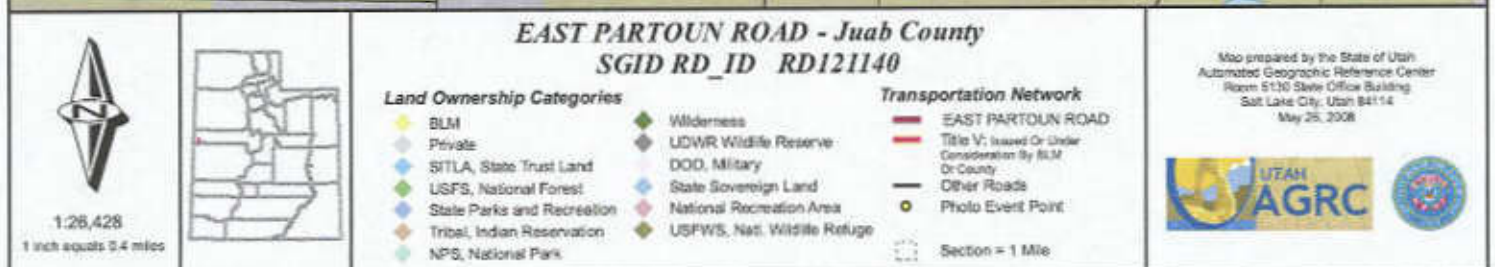 N
1:26,428
1 inch equals 0.4 miles
EAST PARTOUN ROAD - Juab County
SGID RD_ID RD121140
Land Ownership Categories
BLM
Private
SITLA, State Trust Land
USFS, National Forest
State Parks and Recreation
Tribal, Indian Reservation
NPS, National Park
Wilderness
UDWR Wildlife Reserve
DOD, Military
State Sovereign Land
National Recreation Area
USFWS, Natl. Wildlife Refuge
Transportation Network
EAST PARTOUN ROAD
Title V: Issued Or Under
Consideration By BLM
Or County
Other Roads
Photo Event Point
Section = 1 Mile
Map prepared by the State of Utah
Automated Geographic Reference Center
Room 5130 State Office Building
Salt Lake City, Utah 84114
May 26, 2008
UTAH
AGRC